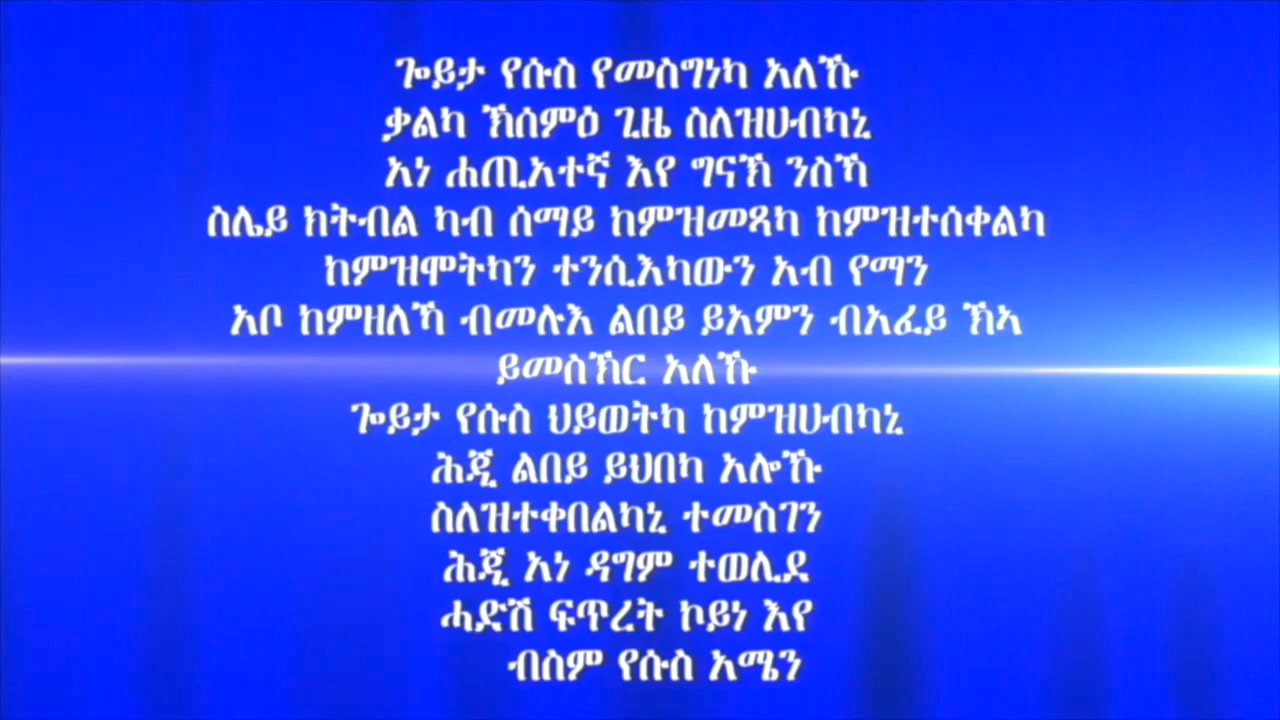 ጐይታ የሱስ የመስግነካ አለኹ
ቃልካ ኽሰምዕ ጊዜ ስለዝሀብካኒ
አነ ሐጢአተኛ እየ ግናኽ ንስኻ
ስሌይ ክትብል ካብ ሰማይ ከምዝመጻካ ከምዝተሰቀልካ
ከምዝሞትካን ተንሲእካውን አብ የማን
አቦ ከምዘለኻ ብመሉእ ልበይ ይአምን ብአፈይ ኽኣ
ይመስኽር አለኹ
ጐይታ የሱስ ህይወትካ ከምዝሀብካኒ
ሕጂ ልበይ ይህበካ አሎኹ
ስለዝተቀበልካኒ ተመስገን
ሕጂ አነ ዳግም ተወሊደ
ሓድሽ ፍጥረት ኮይነ እየ
ብስም የሱስ አሜን